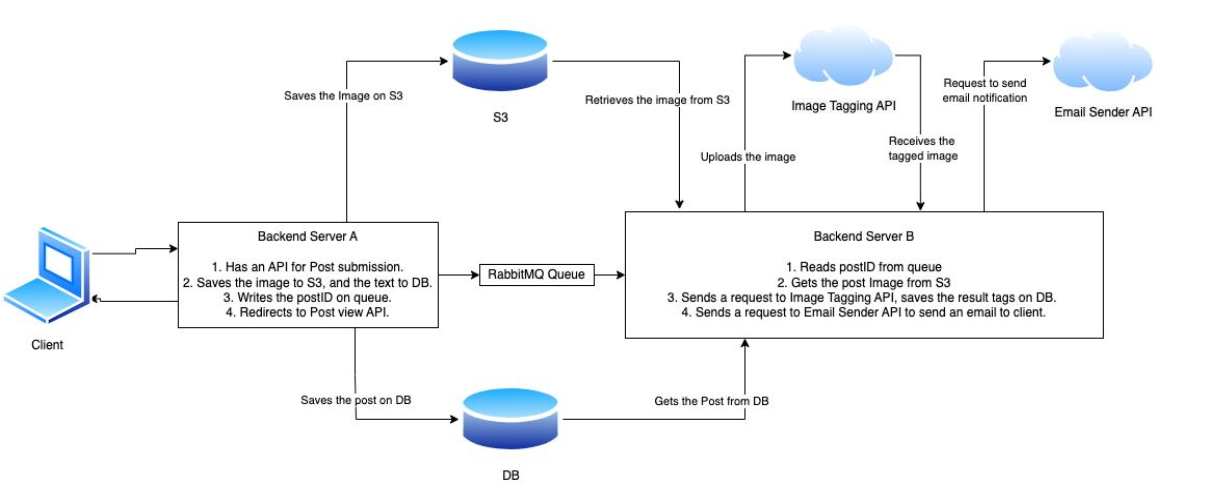 Saves the Image on S3
S3
Retrieves the image from S3
Uploads the image
Image Tagging API
Receives the
tagged image
Request to send
email notification
Email Sender API
Client
Backend Server A
1. Has an API for Post submission.
2. Saves the image to S3, and the text to DB.
3. Writes the postID on queue.
4. Redirects to Post view API.
RabbitMQ Queue
Backend Server B
1. Reads postID from queue
2. Gets the post Image from S3
3. Sends a request to Image Tagging API, saves the result tags on DB.
4. Sends a request to Email Sender API to send an email to client.
Saves the post on DB
DB
Gets the Post from DB